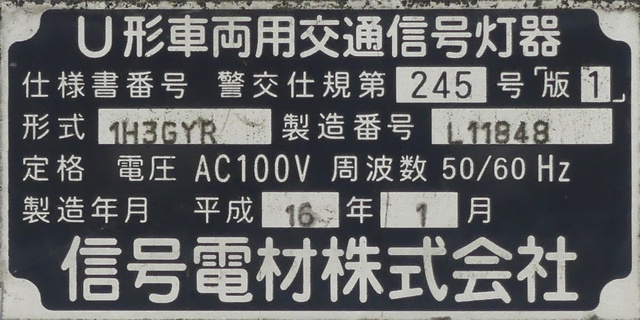 U形車両用交通信号灯器
仕様書番号 警交仕規第 245 号「版 1」
形式 1H3GYR 製造番号 L11848
定格 電圧 AC100V 周波数 50/60 Hz
製造年月 平成 16 年 1 月
信号電材株式会社